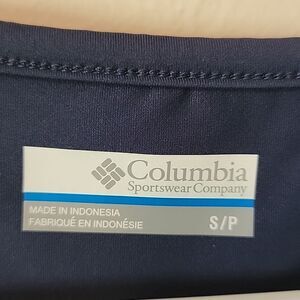 Columbia
Sportswear Company
MADE IN INDONESIA
FABRIQUÉ EN INDONÉSIE
S/P